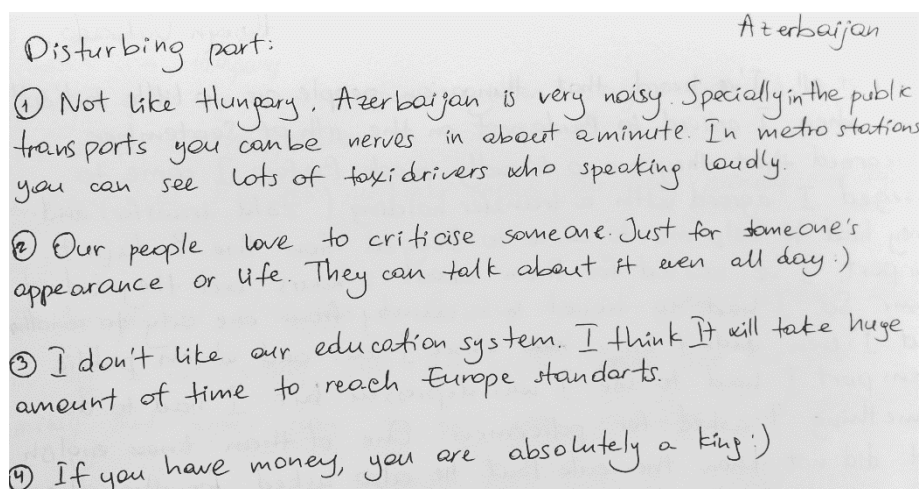 Azerbaijan
Disturbing part:
① Not like Hungary. Azerbaijan is very noisy. Specially in the public
transports you can be nerves in about a minute. In metro stations
you can see lots of taxi drivers who speaking loudly.
② Our people love to criticise someone. Just for someone's
appearance or life. They can talk about it even all day :)
③ I don't like our education system. I think It will take huge
amount of time to reach Europe standarts.
④ If you have money, you are absolutely a king :)